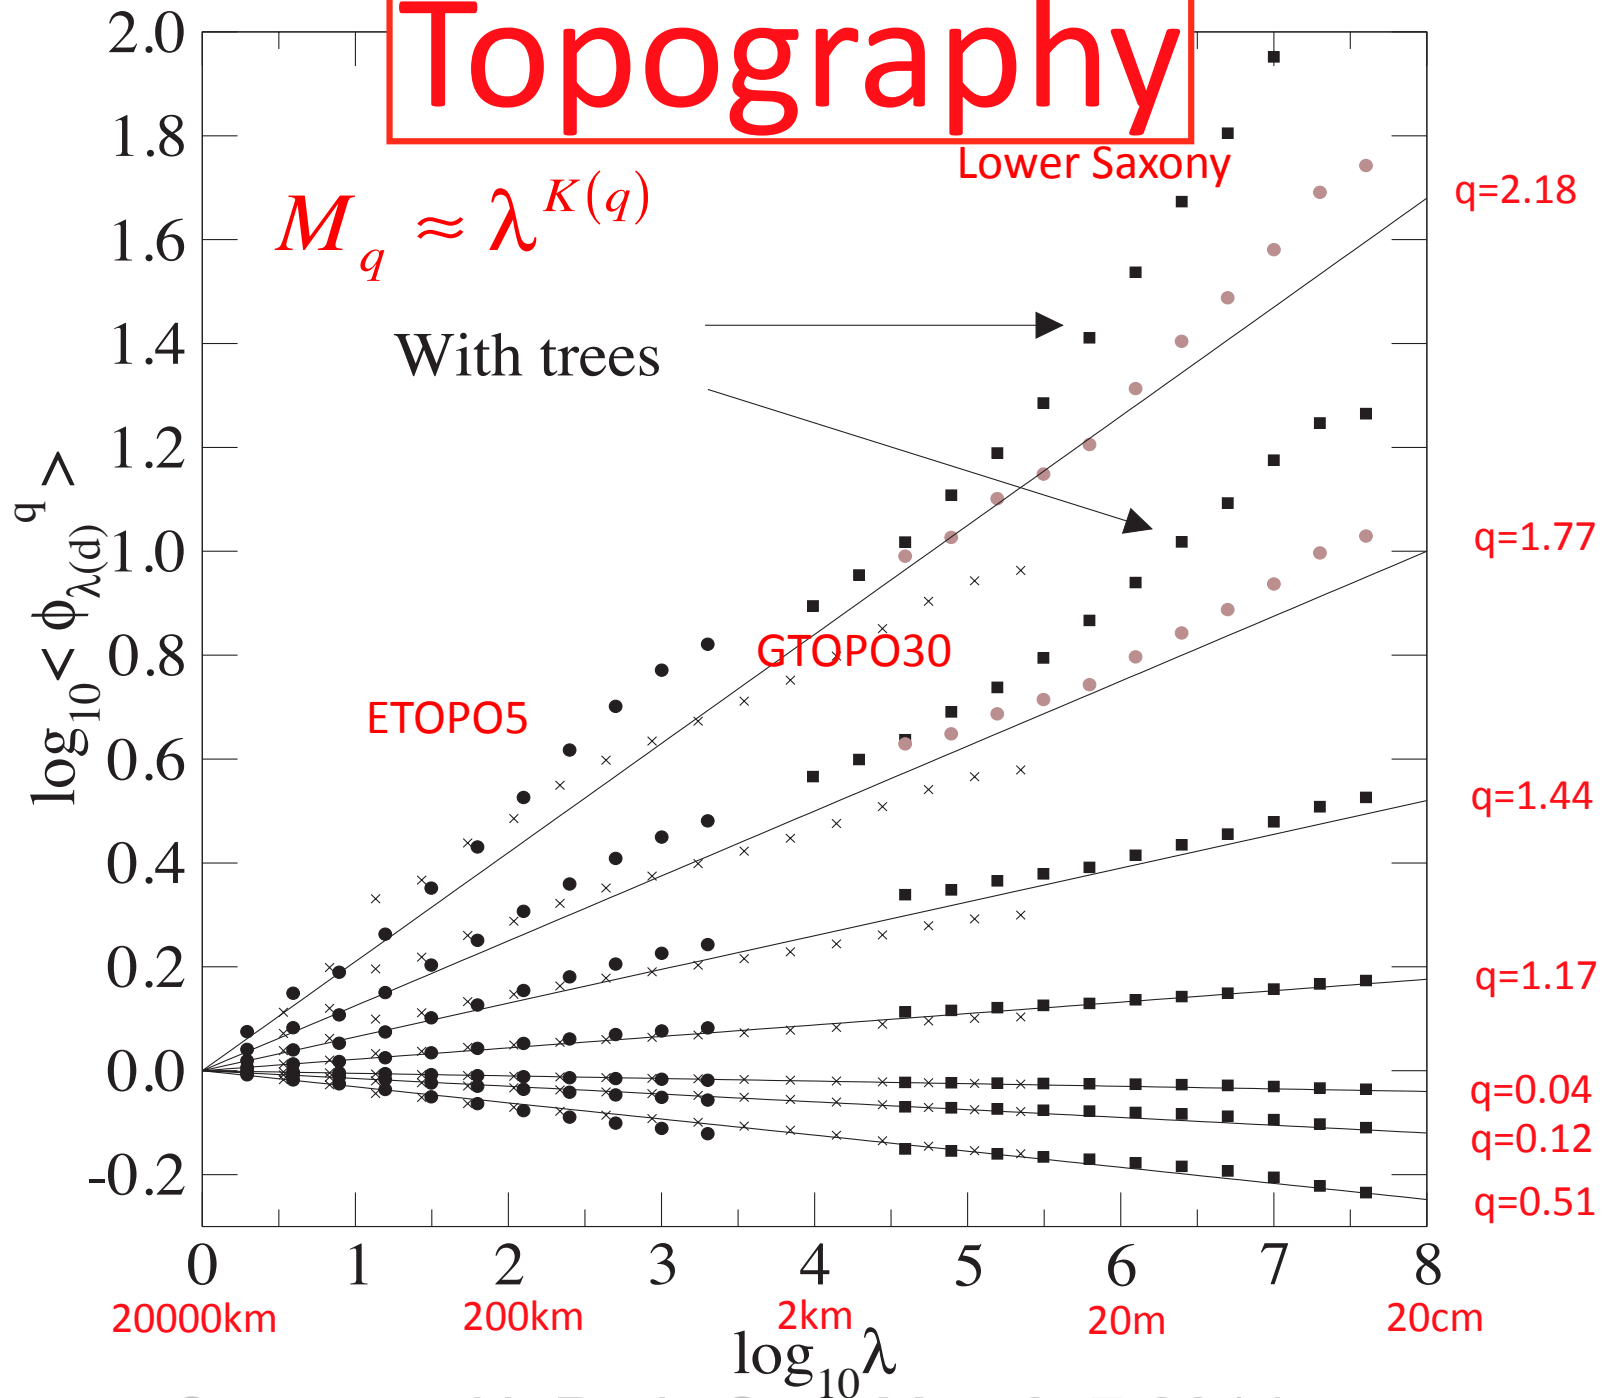 Topography
2.0
1.8
1.6
1.4
1.2
1.0
0.8
0.6
0.4
0.2
0.0
-0.2
log10< ϕλ(d)q >
Mq ≈ λK(q)
Lower Saxony
With trees
GTOPO30
ETOPO5
q=2.18
q=1.77
q=1.44
q=1.17
q=0.04
q=0.12
q=0.51
0 1 2 3 4 5 6 7 8
20000km 200km 2km 20m 20cm
log10λ